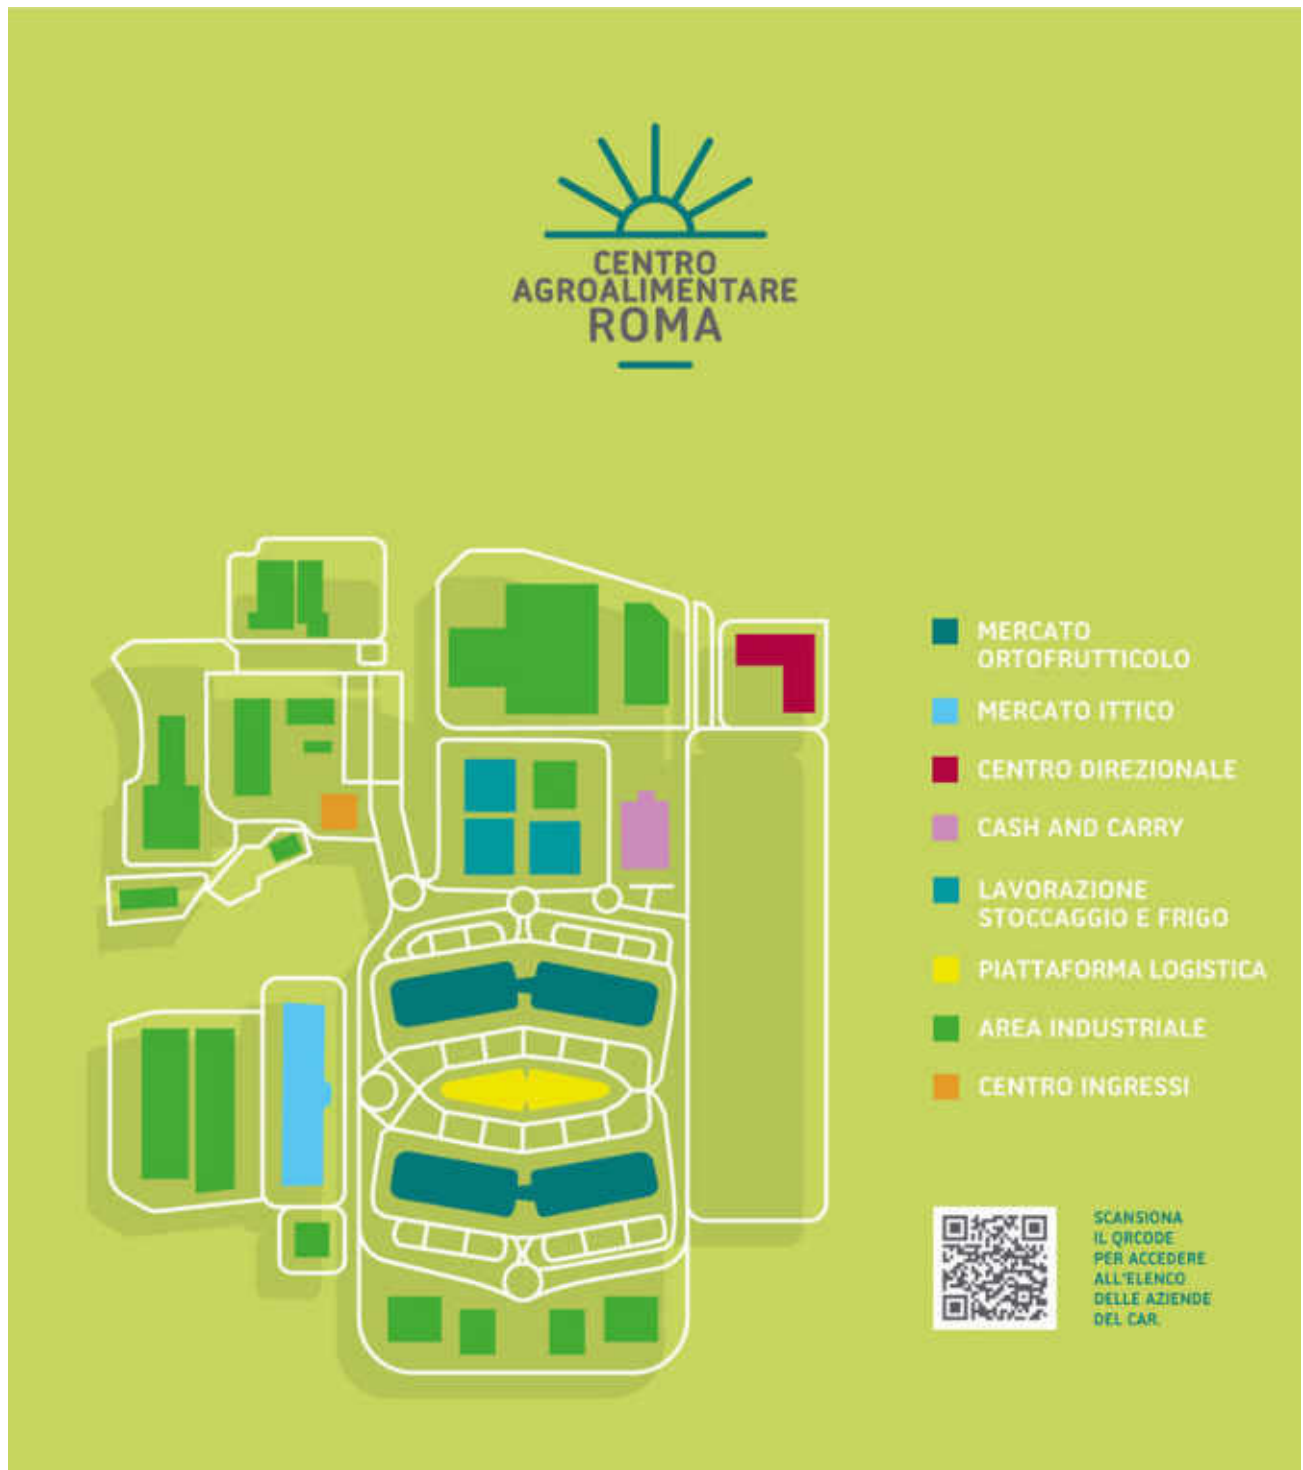 CENTRO
AGROALIMENTARE
ROMA
MERCATO
ORTOFRUTTICOLO
MERCATO ITTICO
CENTRO DIREZIONALE
CASH AND CARRY
LAVORAZIONE
STOCCAGGIO E FRIGO
PIATTAFORMA LOGISTICA
AREA INDUSTRIALE
CENTRO INGRESSI
SCANSIONA
IL QRCODE
PER ACCEDERE
ALL'ELENCO
DELLE AZIENDE
DEL CAR.